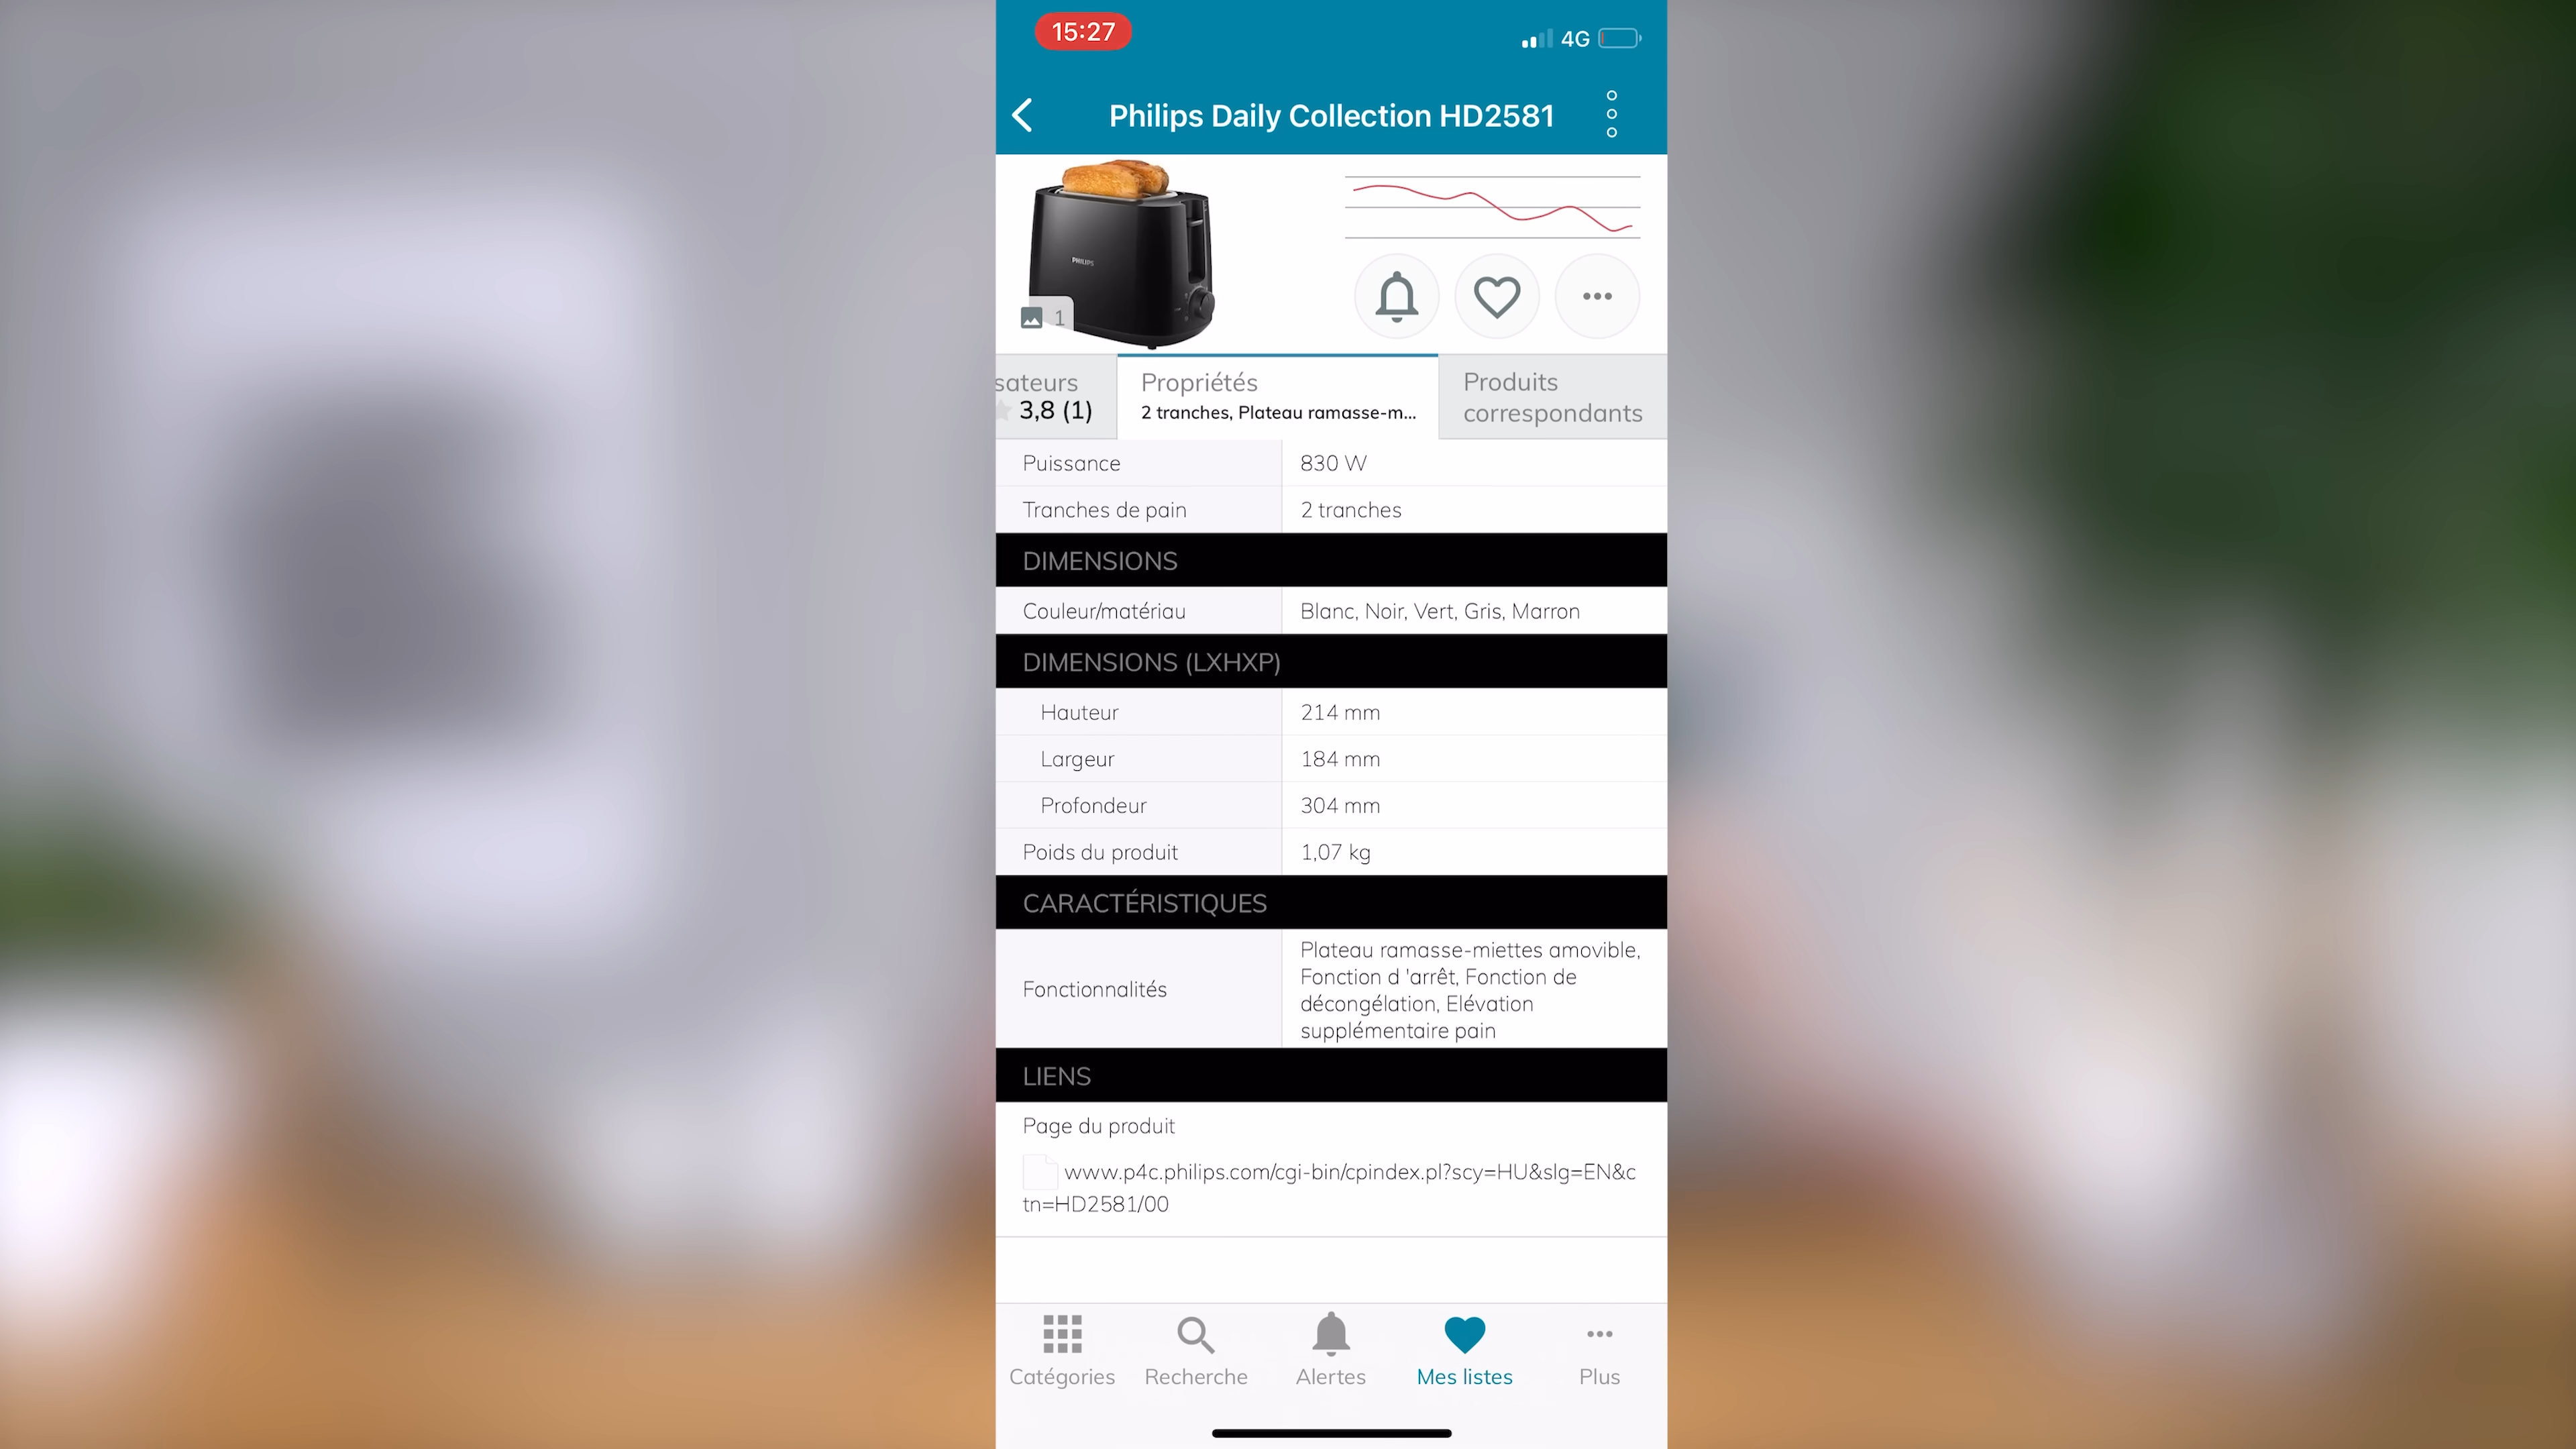 15:27
4G
Philips Daily Collection HD2581
PHILIPS
1
sateurs
3,8 (1)
Propriétés
2 tranches, Plateau ramasse-m...
Produits
correspondants
Puissance
830 W
Tranches de pain
2 tranches
DIMENSIONS
Couleur/matériau
Blanc, Noir, Vert, Gris, Marron
DIMENSIONS (LXHXP)
Hauteur
214 mm
Largeur
184 mm
Profondeur
304 mm
Poids du produit
1,07 kg
CARACTÉRISTIQUES
Fonctionnalités
Plateau ramasse-miettes amovible,
Fonction d 'arrêt, Fonction de
décongélation, Elévation
supplémentaire pain
LIENS
Page du produit
www.p4c.philips.com/cgi-bin/cpindex.pl?scy=HU&slg=EN&c
tn=HD2581/00
Catégories
Recherche
Alertes
Mes listes
Plus